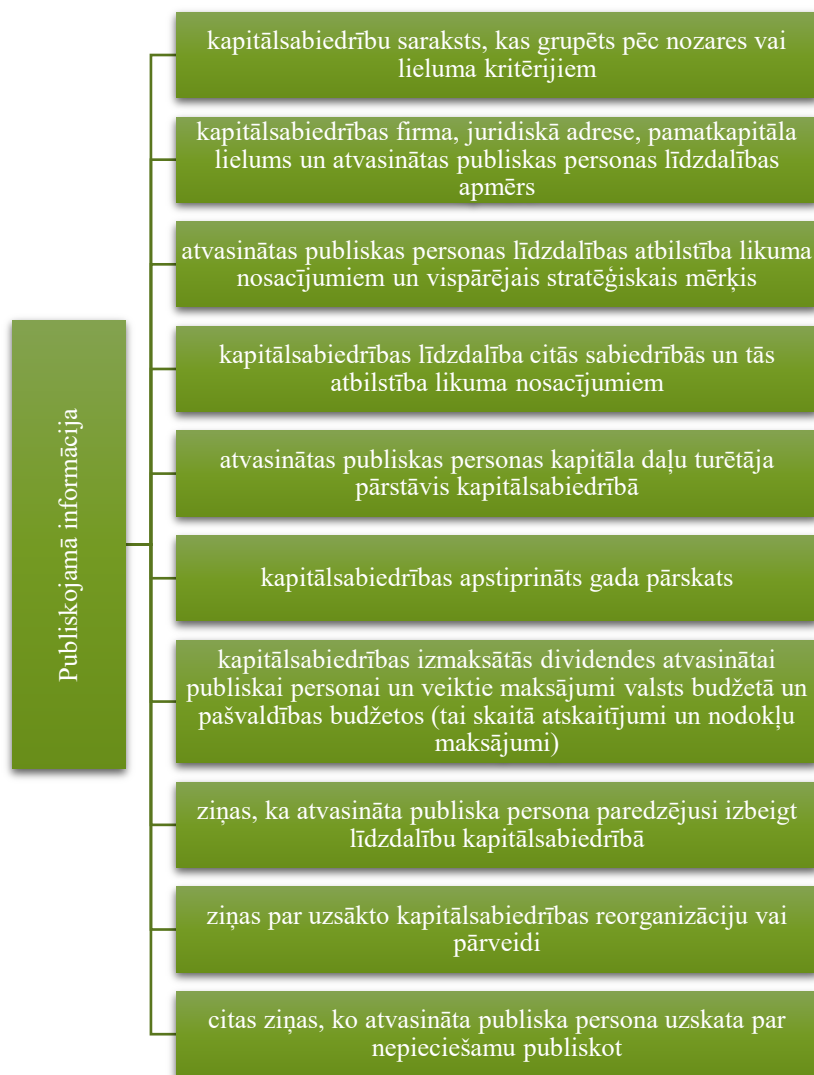 Publiskojamā informācija
kapitālsabiedrību saraksts, kas grupēts pēc nozares vai
lieluma kritērijiem
kapitālsabiedrības firma, juridiskā adrese, pamatkapitāla
lielums un atvasinātas publiskas personas līdzdalības
apmērs
atvasinātas publiskas personas līdzdalības atbilstība likuma
nosacījumiem un vispārējais stratēģiskais mērķis
kapitālsabiedrības līdzdalība citās sabiedrībās un tās
atbilstība likuma nosacījumiem
atvasinātas publiskas personas kapitāla daļu turētāja
pārstāvis kapitālsabiedrībā
kapitālsabiedrības apstiprināts gada pārskats
kapitālsabiedrības izmaksātās dividendes atvasinātai
publiskai personai un veiktie maksājumi valsts budžetā un
pašvaldības budžetos (tai skaitā atskaitījumi un nodokļu
maksājumi)
ziņas, ka atvasināta publiska persona paredzējusi izbeigt
līdzdalību kapitālsabiedrībā
ziņas par uzsākto kapitālsabiedrības reorganizāciju vai
pārveidi
citas ziņas, ko atvasināta publiska persona uzskata par
nepieciešamu publiskot